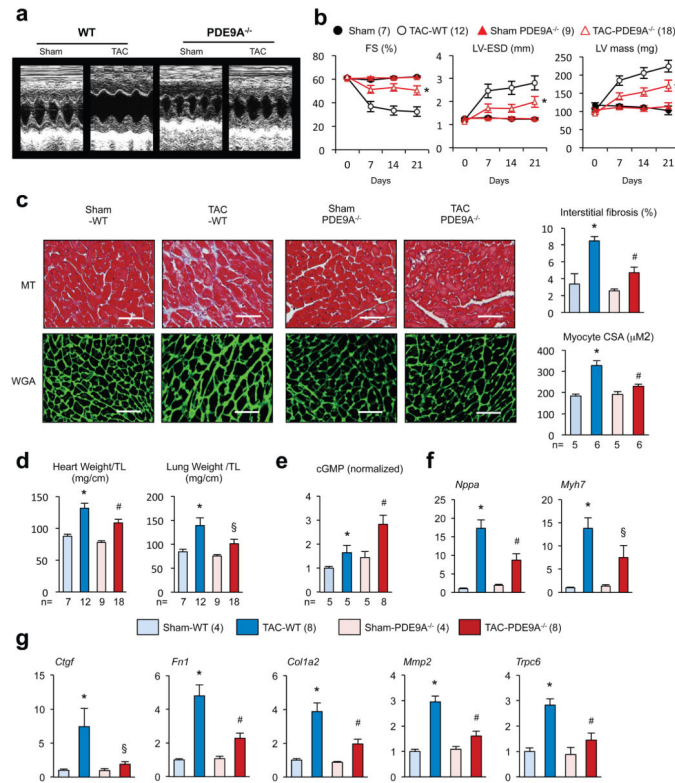 a
WT
PDE9A-/-
Sham
TAC
Sham
TAC
b
Sham (7)
TAC-WT (12)
Sham PDE9A-/- (9)
TAC-PDE9A-/- (18)
FS (%)
LV-ESD (mm)
LV mass (mg)
100
80
60
40
20
0
*
0 7 14 21
Days
4
3
2
1
0
*
0 7 14 21
Days
250
200
150
100
50
0
*
0 7 14 21
Days
c
Sham
-WT
TAC
-WT
Sham
PDE9A-/-
TAC
PDE9A-/-
MT
WGA
Interstitial fibrosis (%)
10
8
6
4
2
0
*
#
Myocyte CSA (µM2)
400
300
200
100
0
*
#
n= 5 6 5 6
d
Heart Weight/TL
(mg/cm)
150
100
50
00
*
#
n= 7 12 9 18
Lung Weight /TL
(mg/cm)
200
150
100
50
0
*
§
n= 7 12 9 18
e
cGMP (normalized)
4
3
2
1
0
*
#
n= 5 5 5 8
f
Nppa
25
20
15
10
5
0
*
#
Myh7
20
15
10
5
0
*
§
Sham-WT (4)
TAC-WT (8)
Sham-PDE9A-/- (4)
TAC-PDE9A-/- (8)
g
Ctgf
15
10
5
0
*
§
Fn1
6
4
2
0
*
#
Col1a2
6
4
2
0
*
#
Mmp2
4
3
2
1
0
*
#
Trpc6
4
3
2
1
0
*
#